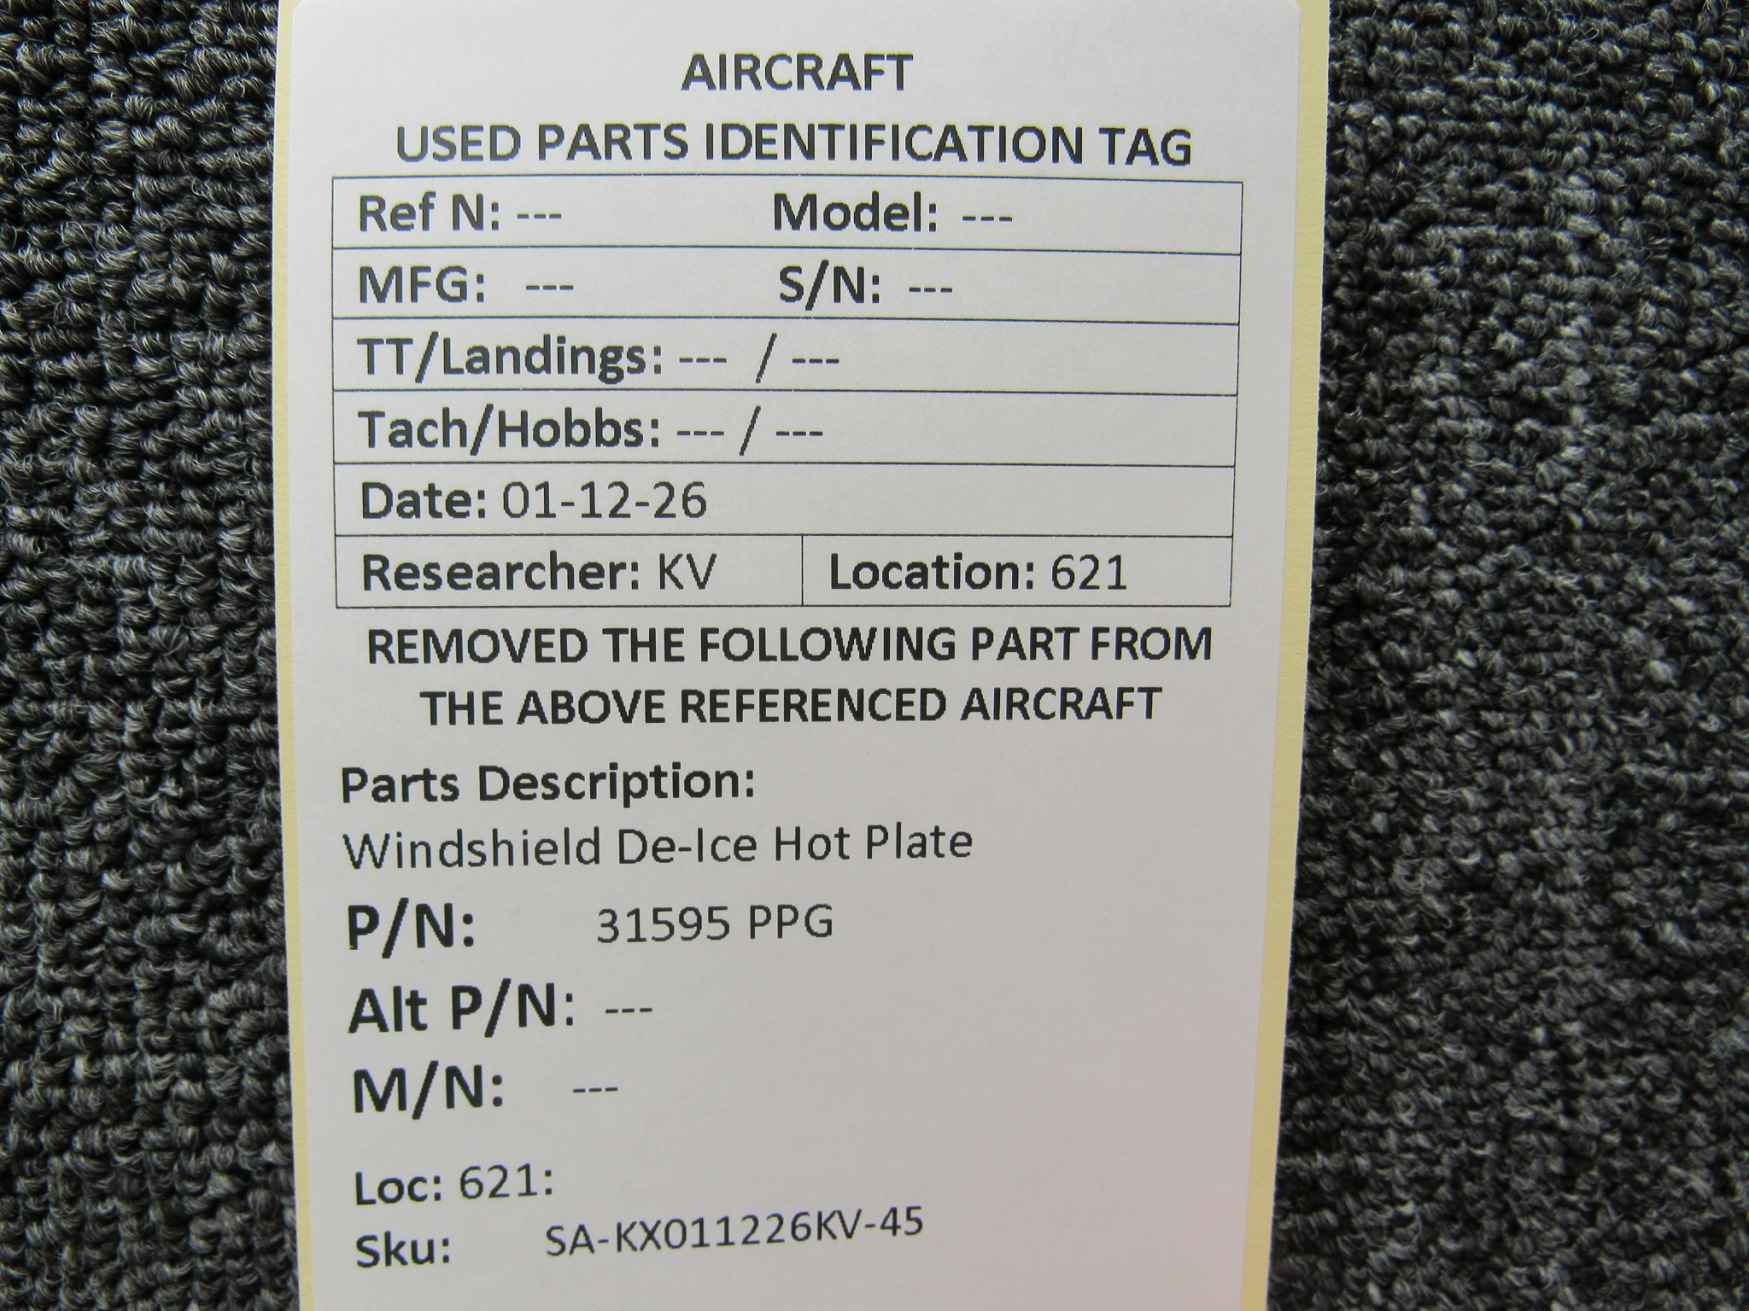 AIRCRAFT
USED PARTS IDENTIFICATION TAG
Ref N: --- Model: ---
MFG: --- S/N: ---
TT/Landings: --- / ---
Tach/Hobbs: --- / ---
Date: 01-12-26
Researcher: KV Location: 621
REMOVED THE FOLLOWING PART FROM
THE ABOVE REFERENCED AIRCRAFT
Parts Description:
Windshield De-Ice Hot Plate
P/N: 31595 PPG
Alt P/N: ---
M/N: ---
Loc: 621:
Sku: SA-KX011226KV-45